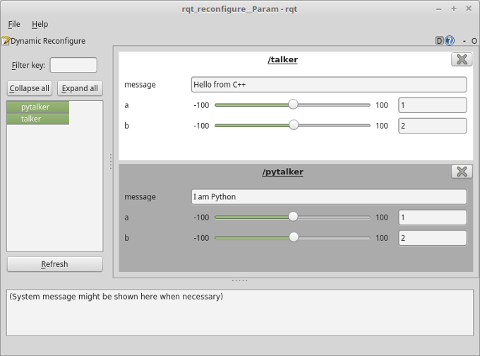 rqt_reconfigure__Param - rqt
File Help
Dynamic Reconfigure D - O
Filter key:
Collapse all Expand all
pytalker
talker
Refresh
/talker
message Hello from C++
a -100 100 1
b -100 100 2
/pytalker
message I am Python
a -100 100 1
b -100 100 2
(System message might be shown here when necessary)